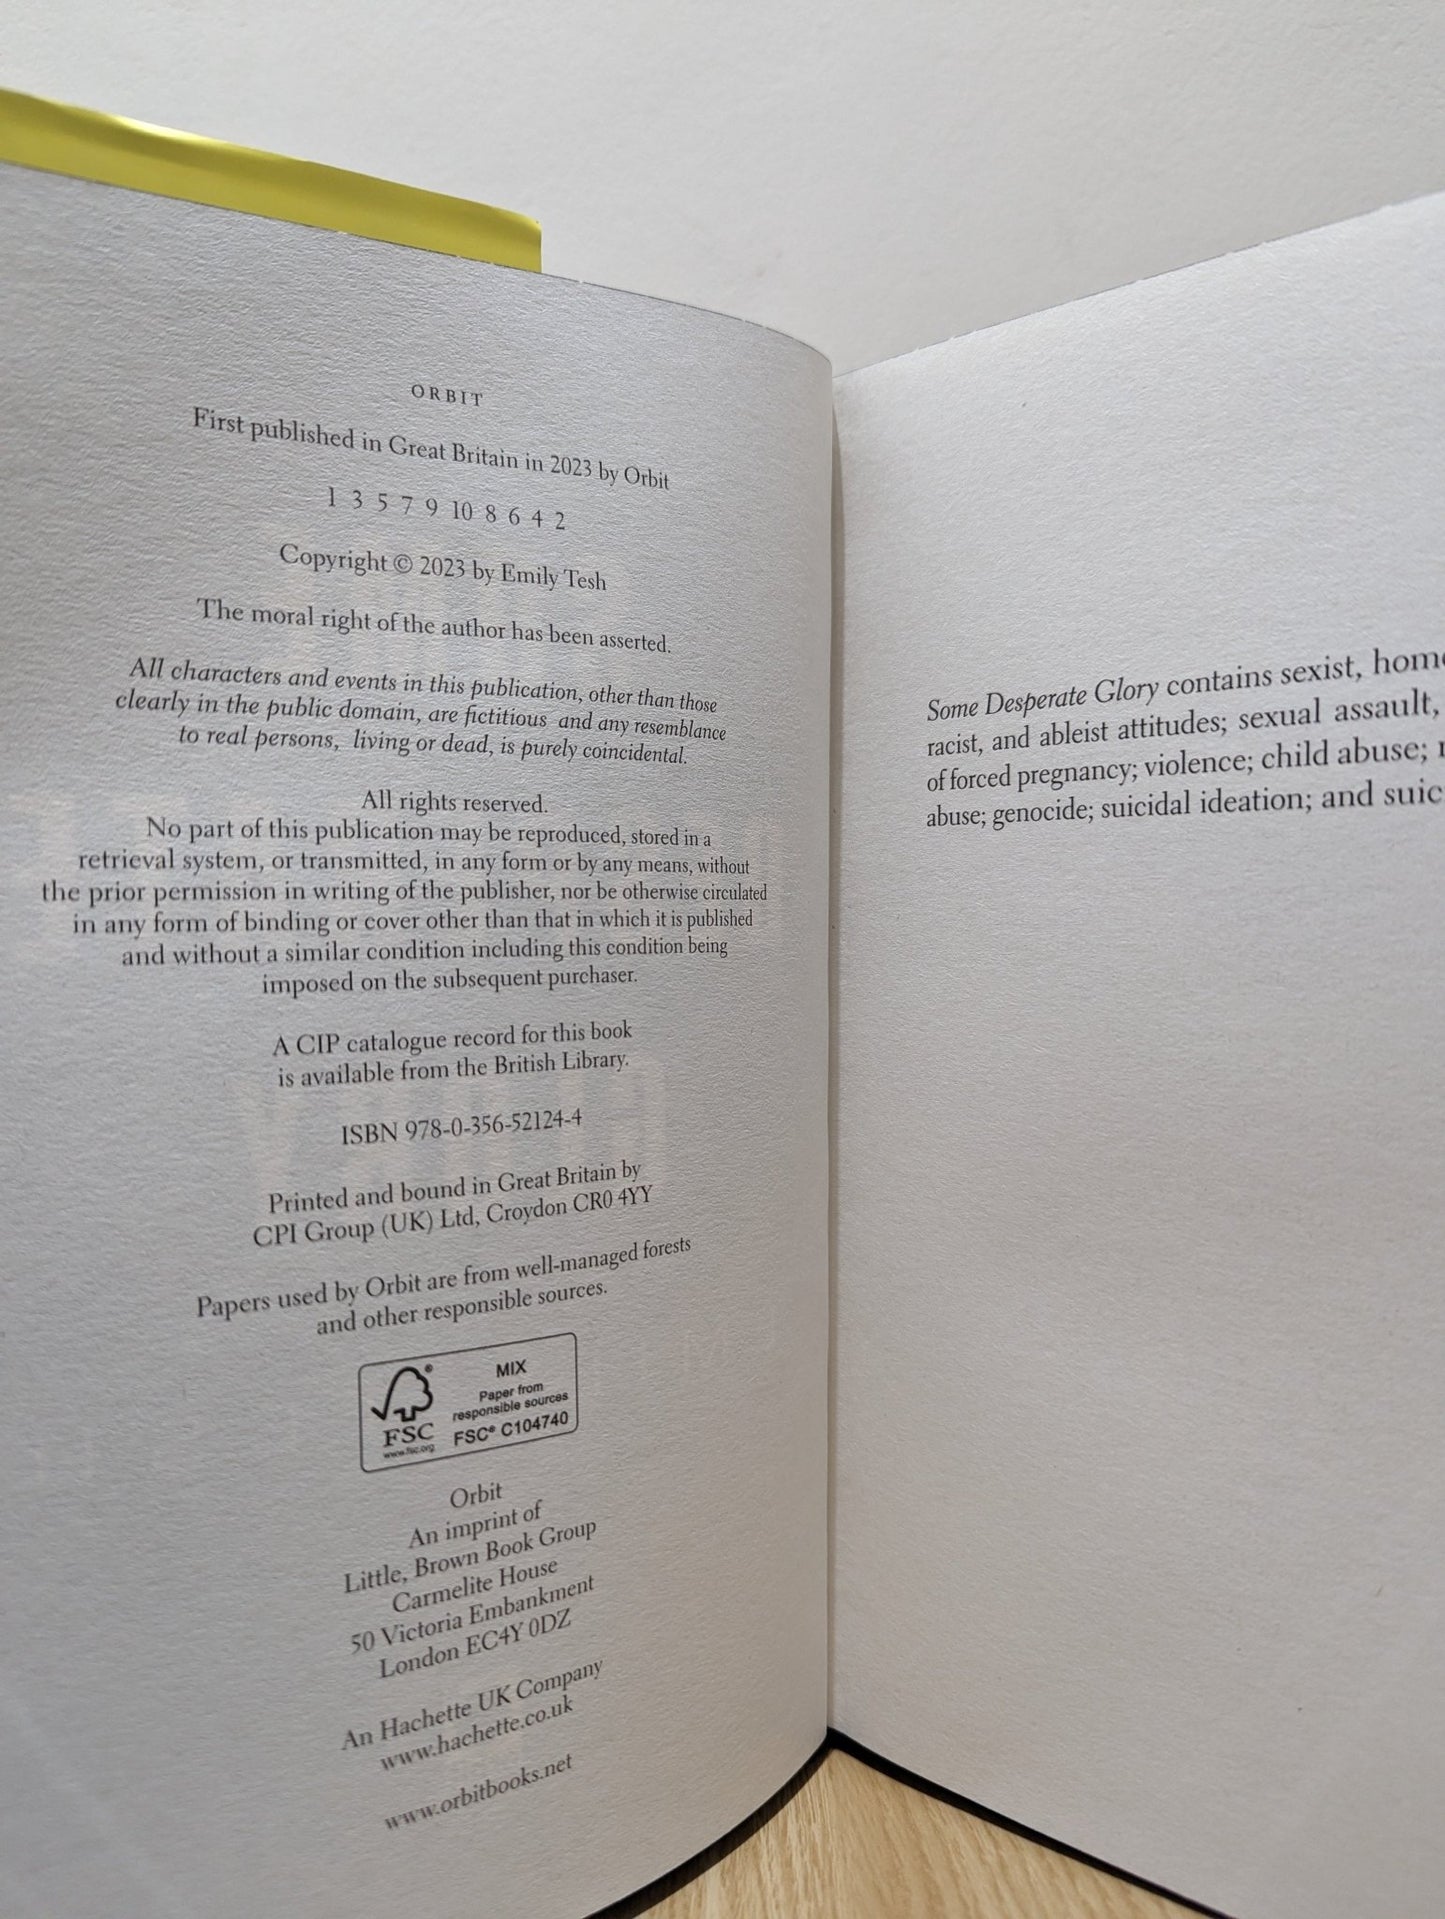 ORBIT
First published in Great Britain in 2023 by Orbit
1 3 5 7 9 10 8 6 4 2
Copyright © 2023 by Emily Tesh
The moral right of the author has been asserted.
All characters and events in this publication, other than those
clearly in the public domain, are fictitious and any resemblance
to real persons, living or dead, is purely coincidental.
All rights reserved.
No part of this publication may be reproduced, stored in a
retrieval system, or transmitted, in any form or by any means, without
the prior permission in writing of the publisher, nor be otherwise circulated
in any form of binding or cover other than that in which it is published
and without a similar condition including this condition being
imposed on the subsequent purchaser.
A CIP catalogue record for this book
is available from the British Library.
ISBN 978-0-356-52124-4
Printed and bound in Great Britain by
CPI Group (UK) Ltd, Croydon CR0 4YY
Papers used by Orbit are from well-managed forests
and other responsible sources.
FSC
www.fsc.org
MIX
Paper from
responsible sources
FSC® C104740
Orbit
An imprint of
Little, Brown Book Group
Carmelite House
50 Victoria Embankment
London EC4Y 0DZ
An Hachette UK Company
www.hachette.co.uk
www.orbitbooks.net
Some Desperate Glory contains sexist,
racist, and ableist attitudes; sexual assault,
of forced pregnancy; violence; child abuse;
abuse; genocide; suicidal ideation; and